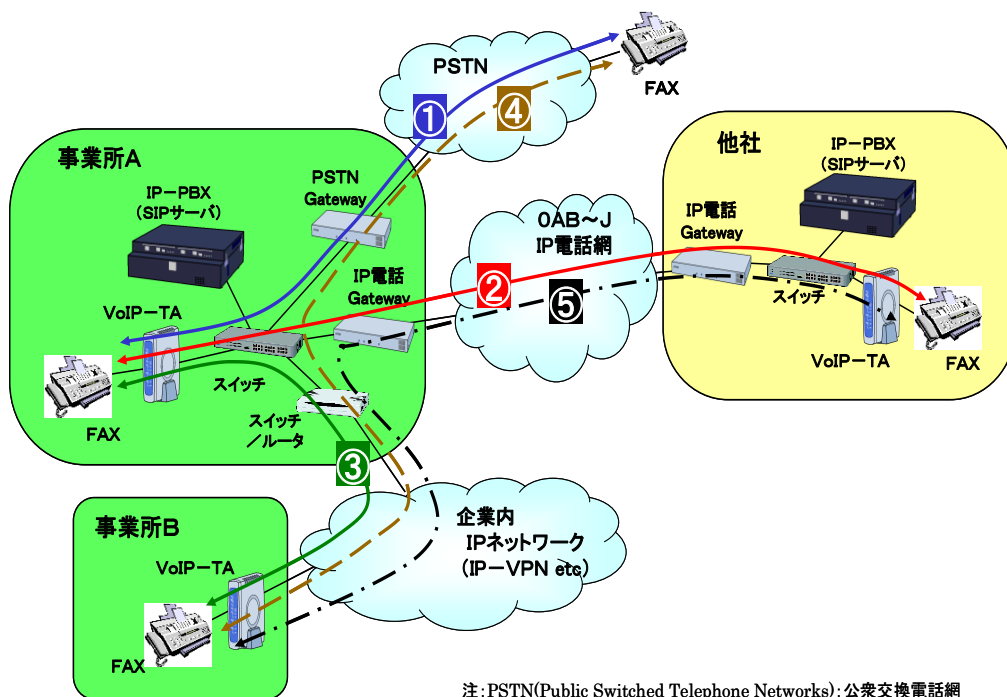 PSTN
①
④
FAX
事業所A
IP－PBX
(SIPサーバ)
PSTN
Gateway
IP電話
Gateway
VoIP－TA
FAX
スイッチ
スイッチ
／ルータ
0AB～J
IP電話網
②
⑤
他社
IP－PBX
(SIPサーバ)
IP電話
Gateway
スイッチ
VoIP－TA
FAX
③
事業所B
VoIP－TA
FAX
企業内
IPネットワーク
(IP－VPN etc)
注：PSTN(Public Switched Telephone Networks)：公衆交換電話網